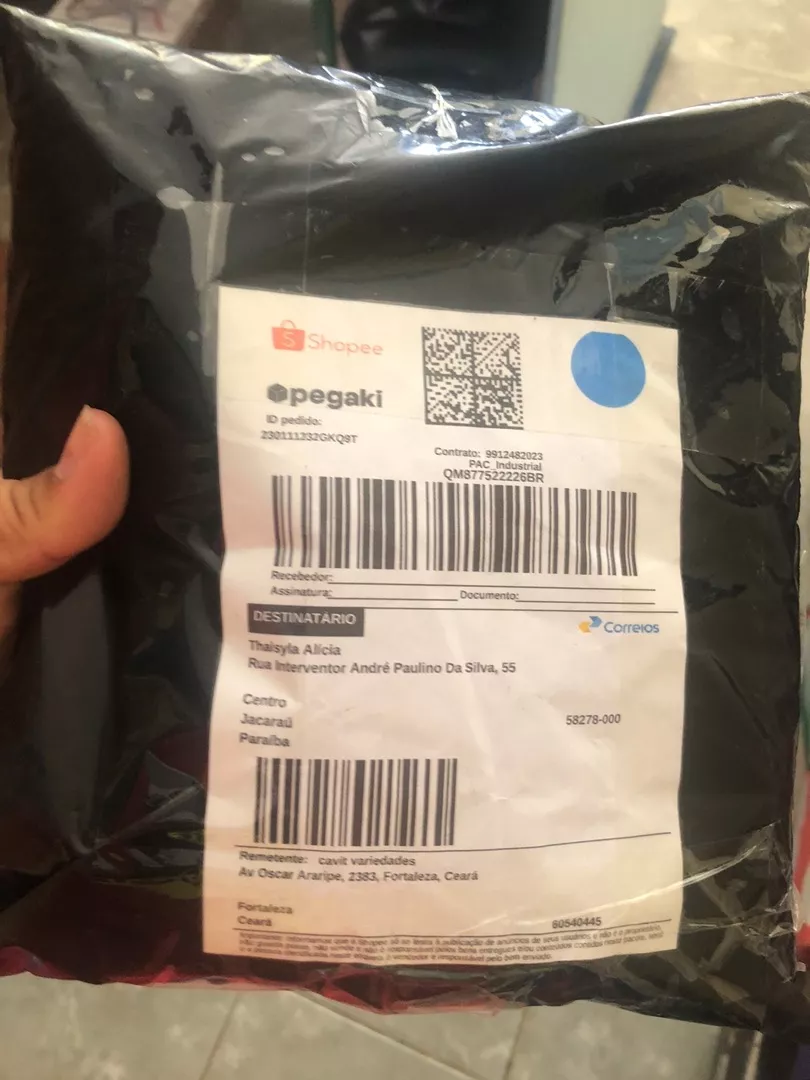 Shopee
pegaki
ID pedido:
230111232GKQ9T
Contrato: 9912482023
PAC_Industrial
QM877522226BR
Recebedor:
Assinatura: Documento:
DESTINATÁRIO
Correios
Thaisyla Alicia
Rua Interventor André Paulino Da Silva, 55
Centro
Jacaraú 58278-000
Paraíba
Remetente: cavit variedades
Av Oscar Araripe, 2383, Fortaleza, Ceará
Fortaleza
Ceará 60540445